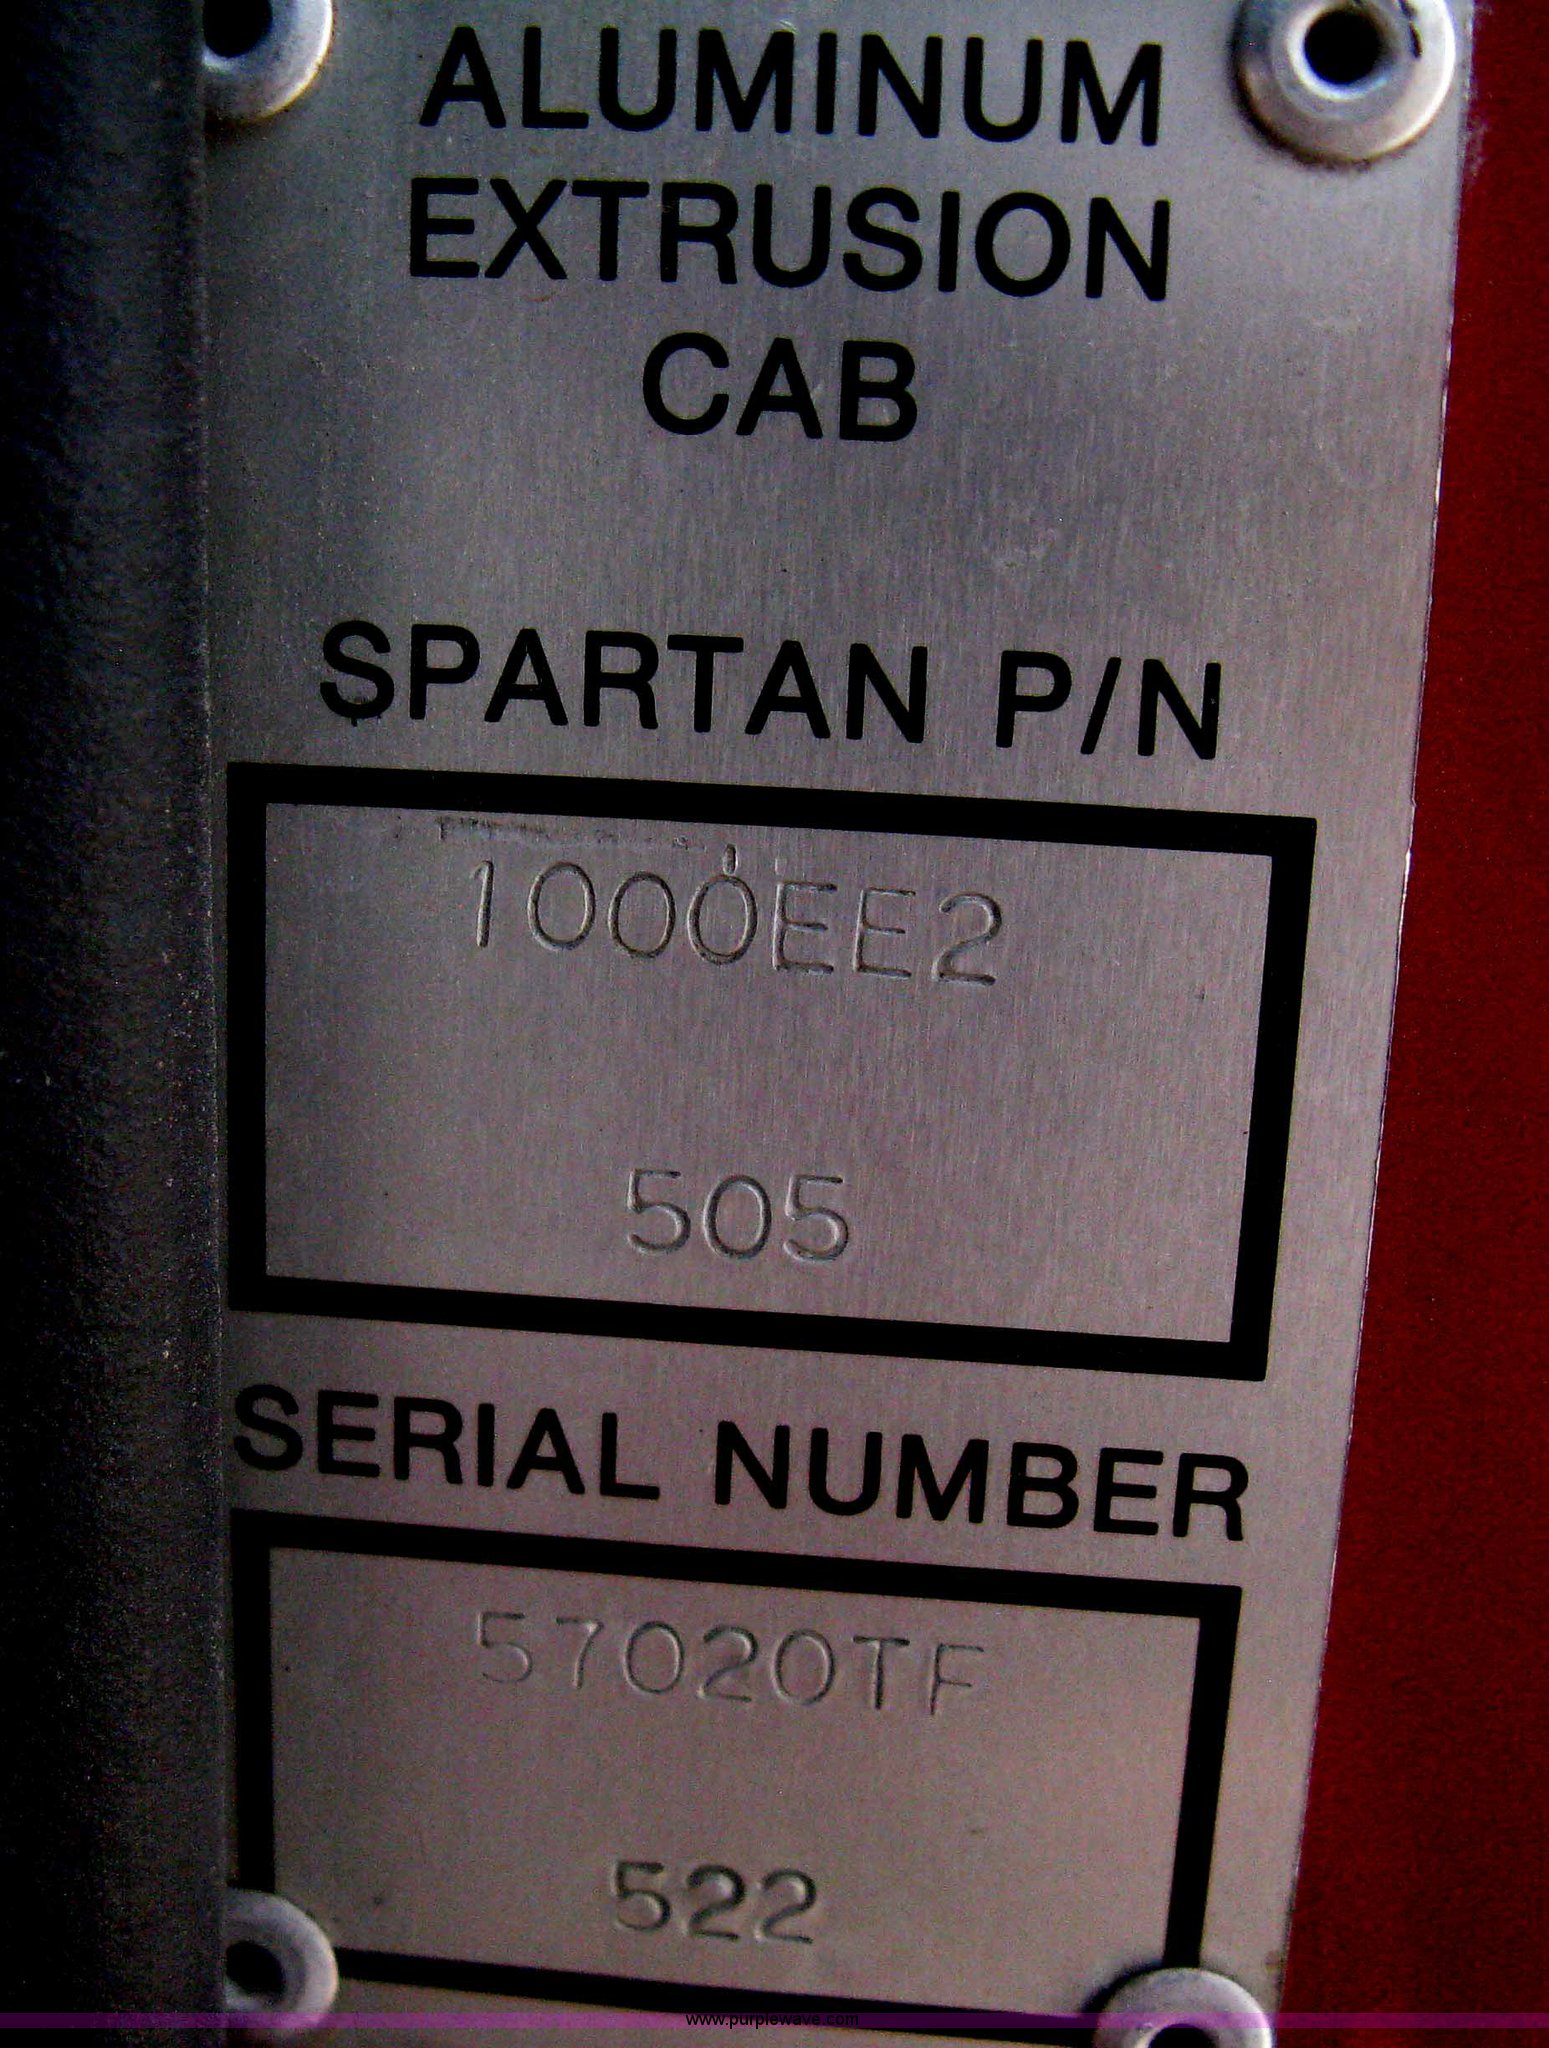 ALUMINUM
EXTRUSION
CAB
SPARTAN P/N
1000EE2
505
SERIAL NUMBER
57020TF
522
www.purplewave.com